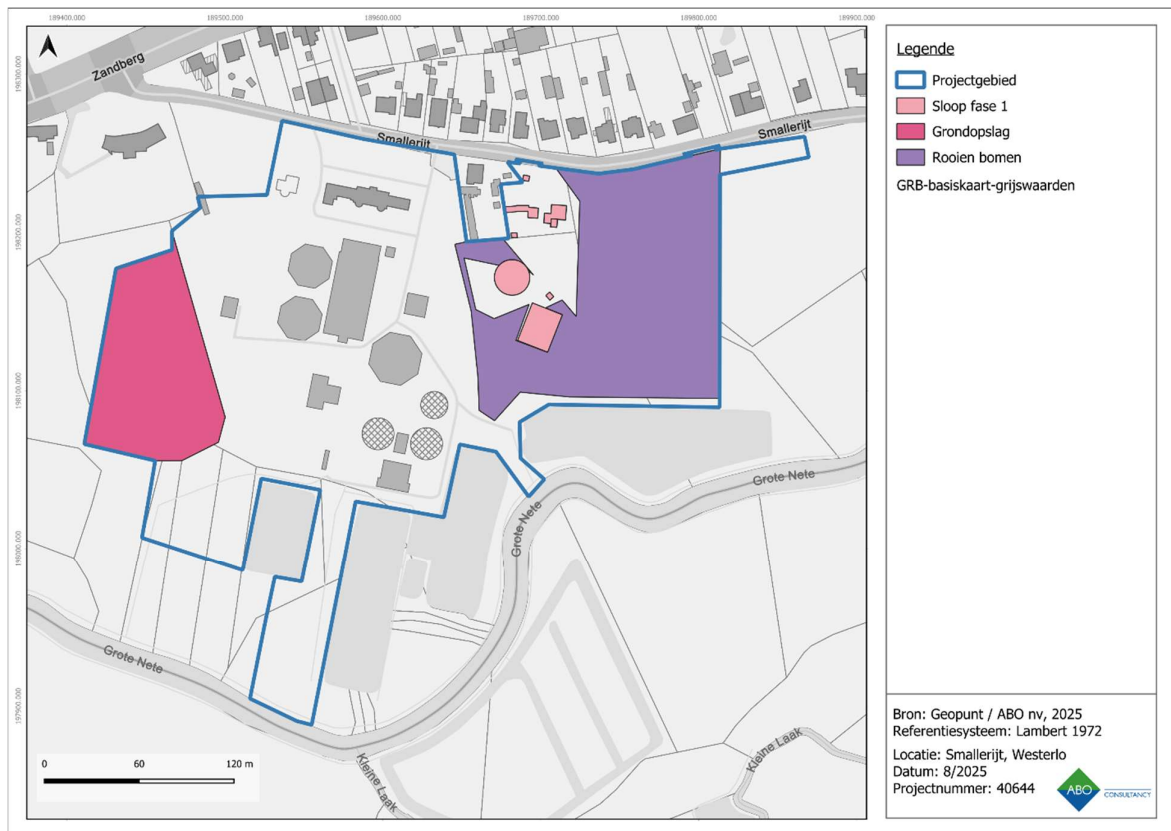 189400.000 189500.000 189600.000 189700.000 189800.000 189900.000
198300.000
198200.000
198100.000
198000.000
197900.000
Zandberg
Smallerijt
Smallerijt
Grote Nete
Grote Nete
Grote Nete
Kleine Laak
Kleine Laak
0 60 120 m
Legende
Projectgebied
Sloop fase 1
Grondopslag
Rooien bomen
GRB-basiskaart-grijswaarden
Bron: Geopunt / ABO nv, 2025
Referentiesysteem: Lambert 1972
Locatie: Smallerijt, Westerlo
Datum: 8/2025
Projectnummer: 40644
ABO CONSULTANCY